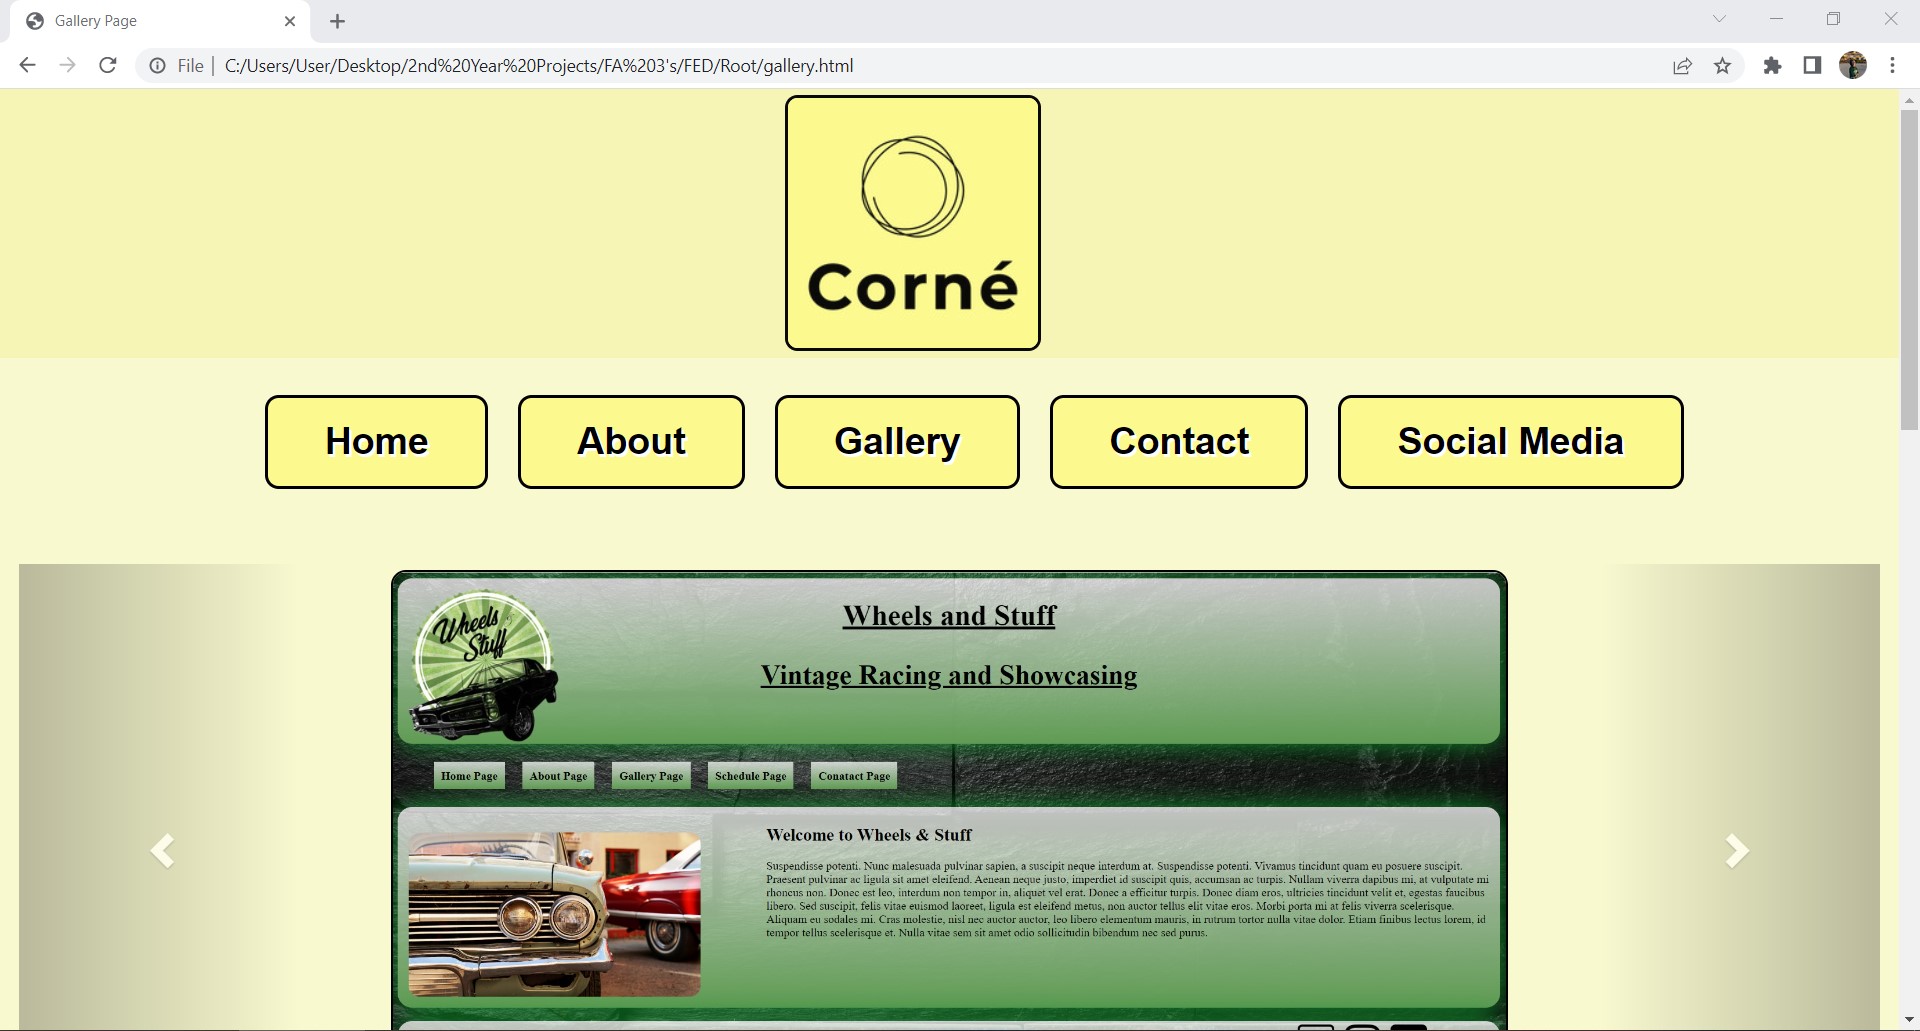 Gallery Page
File
C:/Users/User/Desktop/2nd%20Year%20Projects/FA%203's/FED/Root/gallery.html
Corné
Home
About
Gallery
Contact
Social Media
Wheels
Stuff
Wheels and Stuff
Vintage Racing and Showcasing
Home Page
About Page
Gallery Page
Schedule Page
Conatact Page
Welcome to Wheels & Stuff
Suspendisse potenti. Nunc malesuada pulvinar sapien, a suscipit neque interdum at. Suspendisse potenti. Vivamus tincidunt quam eu posuere suscipit.
Praesent pulvinar ac ligula sit amet eleifend. Aenean neque justo, imperdiet id suscipit quis, accumsan ac turpis. Nullam viverra dapibus mi, at vulputate mi
rhoncus non. Donec est leo, interdum non tempor in, aliquet vel erat. Donec a efficitur turpis. Donec diam eros, ultricies tincidunt velit et, egestas faucibus
libero. Sed suscipit, felis vitae euismod laoreet, ligula est eleifend metus, non auctor tellus elit vitae eros. Morbi porta mi at felis viverra scelerisque.
Aliquam eu sodales mi. Cras molestie, nisl nec auctor auctor, leo libero elementum mauris, in rutrum tortor nulla vitae dolor. Etiam finibus lectus lorem, id
tempor tellus scelerisque et. Nulla vitae sem sit amet odio sollicitudin bibendum nec sed purus.